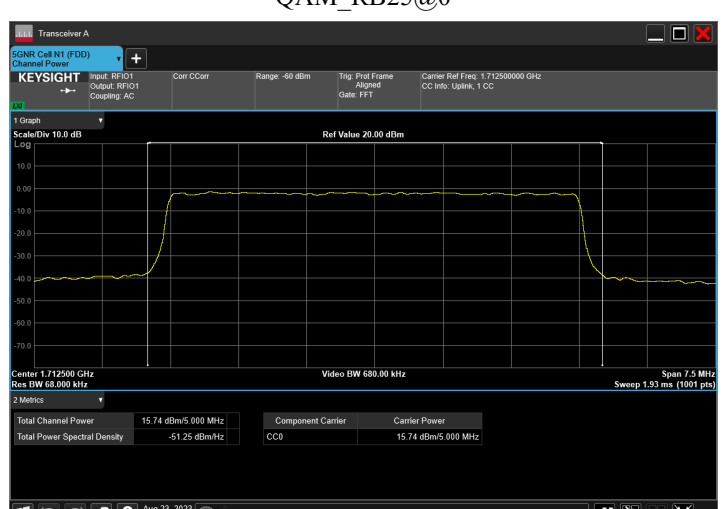 QAM_RB25@0
Transceiver A
5GNR Cell N1 (FDD)
Channel Power
KEYSIGHT
Input: RFIO1
Output: RFIO1
Coupling: AC
Corr CCorr
Range: -60 dBm
Trig: Prot Frame
Aligned
Gate: FFT
Carrier Ref Freq: 1.712500000 GHz
CC Info: Uplink, 1 CC
LXI
1 Graph
Scale/Div 10.0 dB
Ref Value 20.00 dBm
Log
10.0
0.00
-10.0
-20.0
-30.0
-40.0
-50.0
-60.0
-70.0
Center 1.712500 GHz
Video BW 680.00 kHz
Span 7.5 MHz
Res BW 68.000 kHz
Sweep 1.93 ms (1001 pts)
2 Metrics
Total Channel Power 15.74 dBm/5.000 MHz
Total Power Spectral Density -51.25 dBm/Hz
Component Carrier Carrier Power
CC0 15.74 dBm/5.000 MHz
Aug 23, 2023